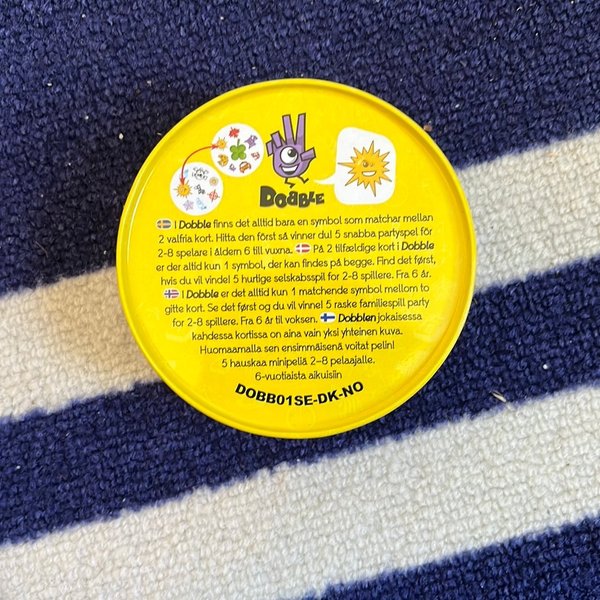 DOBBLE
I Dobble finns det alltid bara en symbol som matchar mellan
2 valfria kort. Hitta den först så vinner du! 5 snabba partyspel för
2-8 spelare i åldern 6 till vuxna. På 2 tilfældige kort i Dobble
er der altid kun 1 symbol, der kan findes på begge. Find det først,
hvis du vil vinde! 5 hurtige selskabsspil for 2-8 spillere. Fra 6 år.
I Dobble er det alltid kun 1 matchende symbol mellom to
gitte kort. Se det først og du vil vinne! 5 raske familiespill party
for 2-8 spillere. Fra 6 år til voksen. Dobblen jokaisessa
kahdessa kortissa on aina vain yksi yhteinen kuva.
Huomaamalla sen ensimmäisenä voitat pelin!
5 hauskaa minipeliä 2-8 pelaajalle.
6-vuotiaista aikuisiin
DOBB01SE-DK-NO